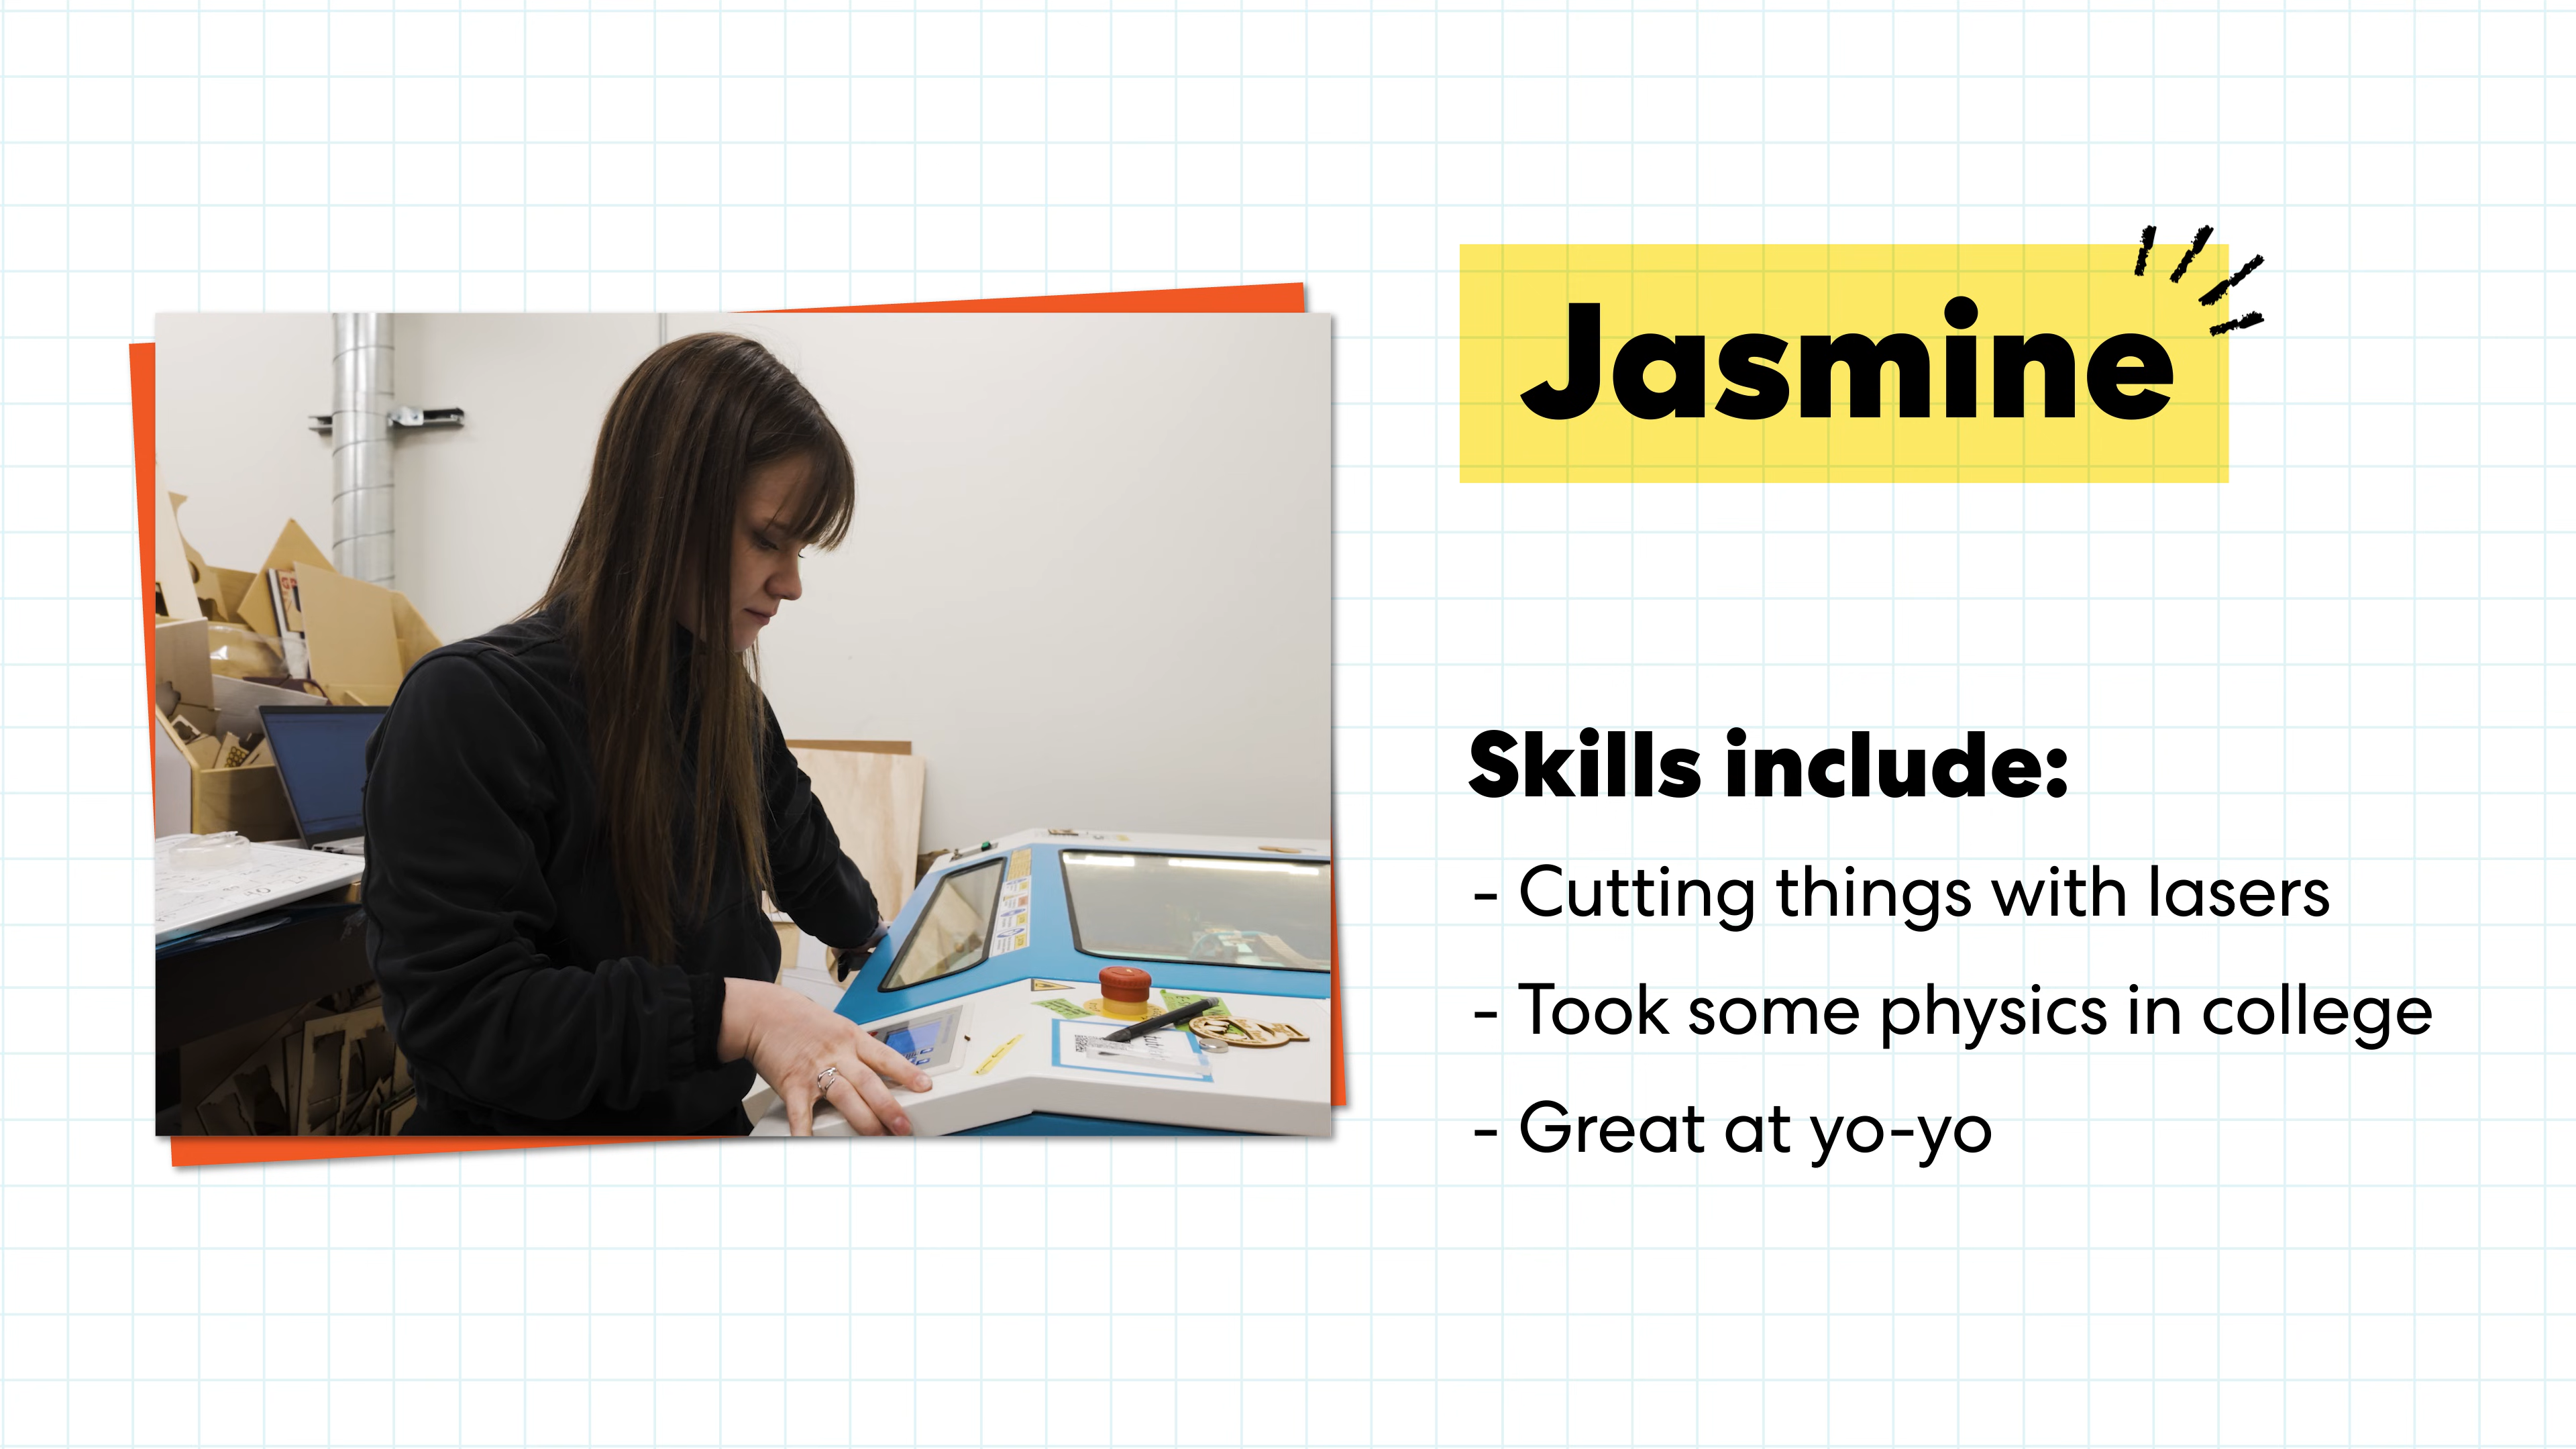 Jasmine
Skills include:
- Cutting things with lasers
- Took some physics in college
- Great at yo-yo